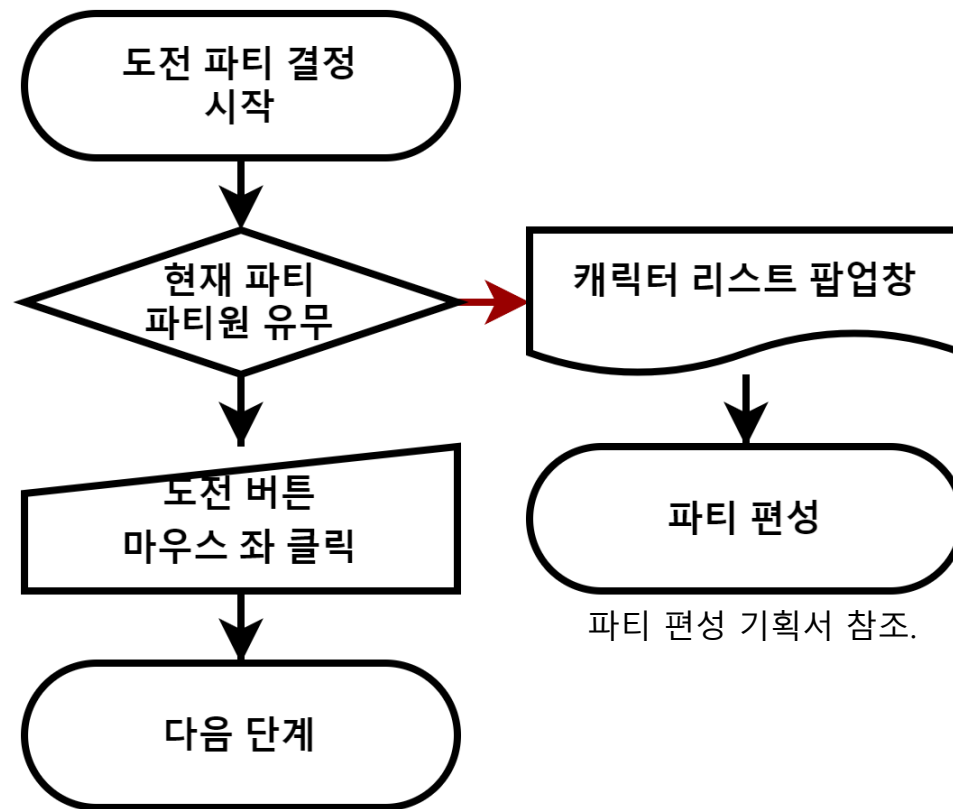 도전 파티 결정
시작
현재 파티
파티원 유무
캐릭터 리스트 팝업창
도전 버튼
마우스 좌 클릭
파티 편성
파티 편성 기획서 참조.
다음 단계